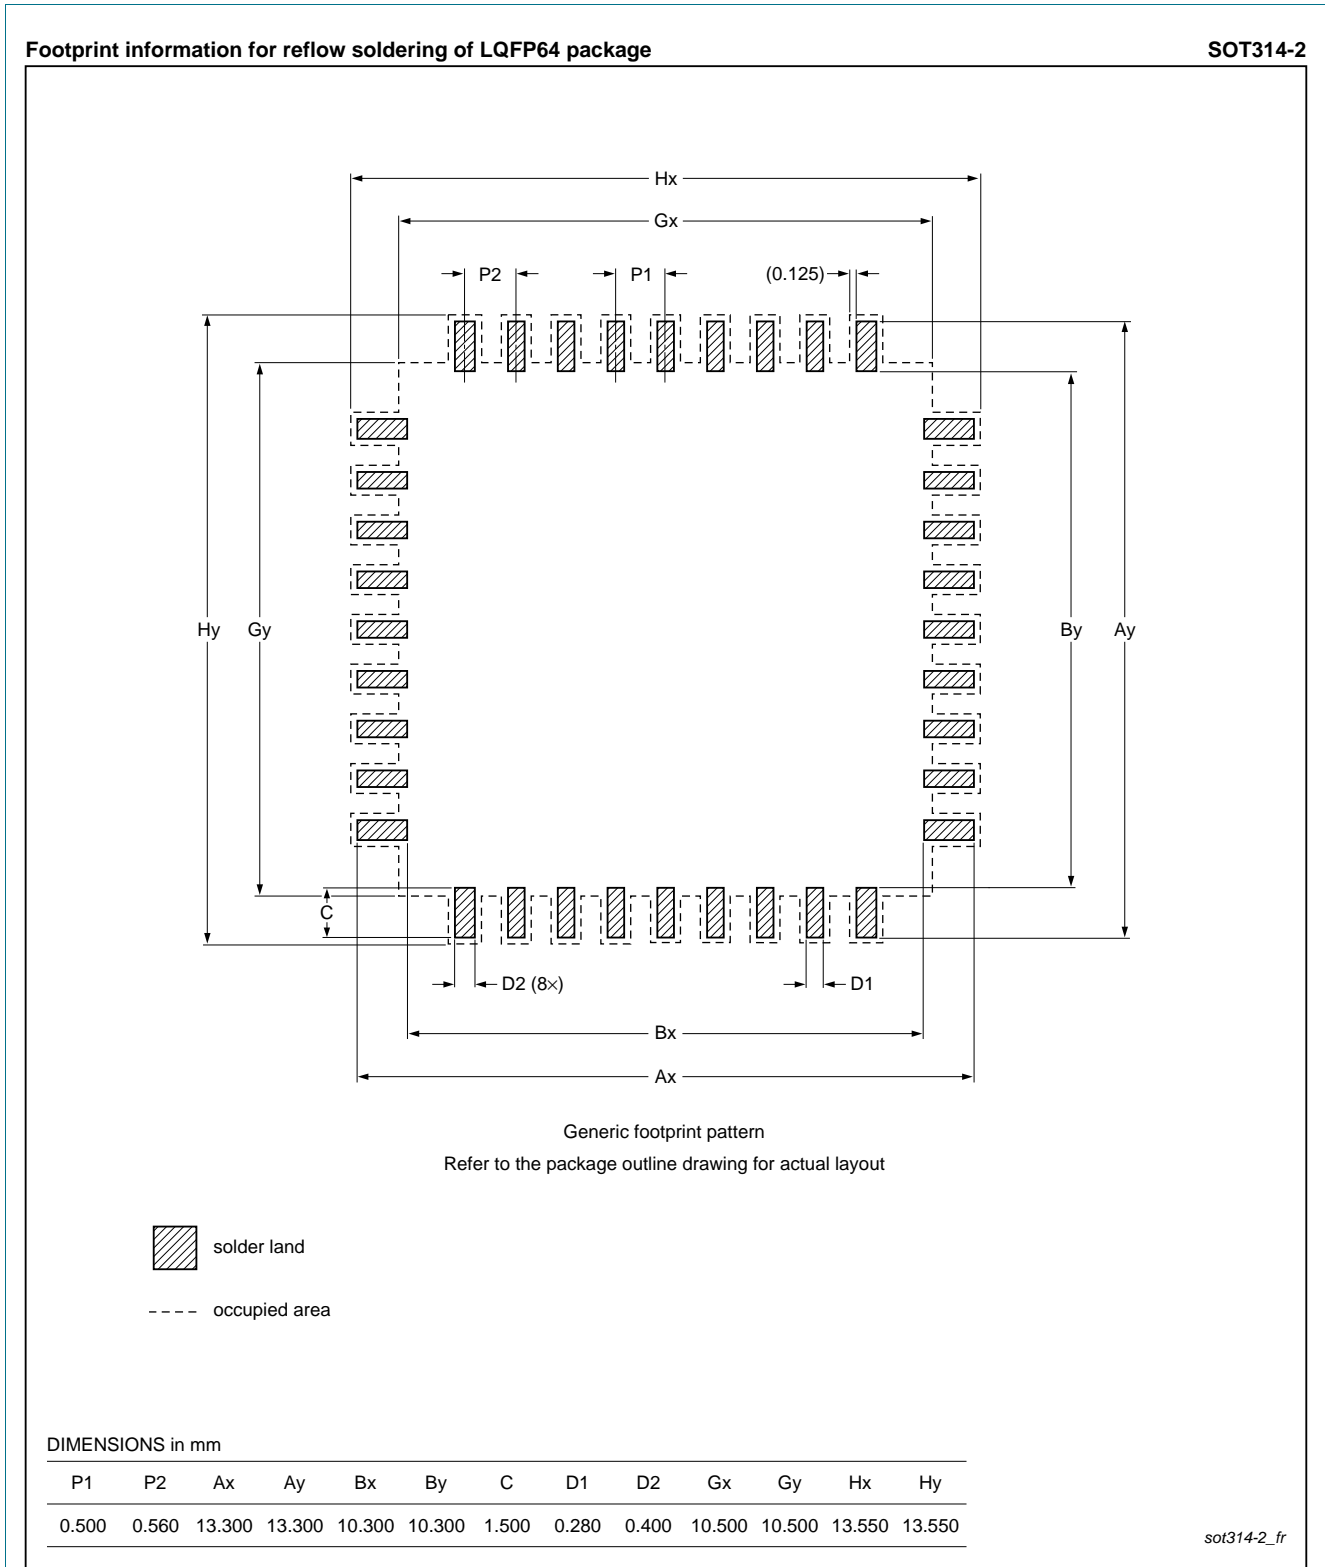 Footprint information for reflow soldering of LQFP64 package SOT314-2
Hx
Gx
P2 P1 (0.125)
Hy Gy By Ay
C
D2 (8×) D1
Bx
Ax
Generic footprint pattern
Refer to the package outline drawing for actual layout
solder land
occupied area
DIMENSIONS in mm
P1 P2 Ax Ay Bx By C D1 D2 Gx Gy Hx Hy
0.500 0.560 13.300 13.300 10.300 10.300 1.500 0.280 0.400 10.500 10.500 13.550 13.550
sot314-2_fr